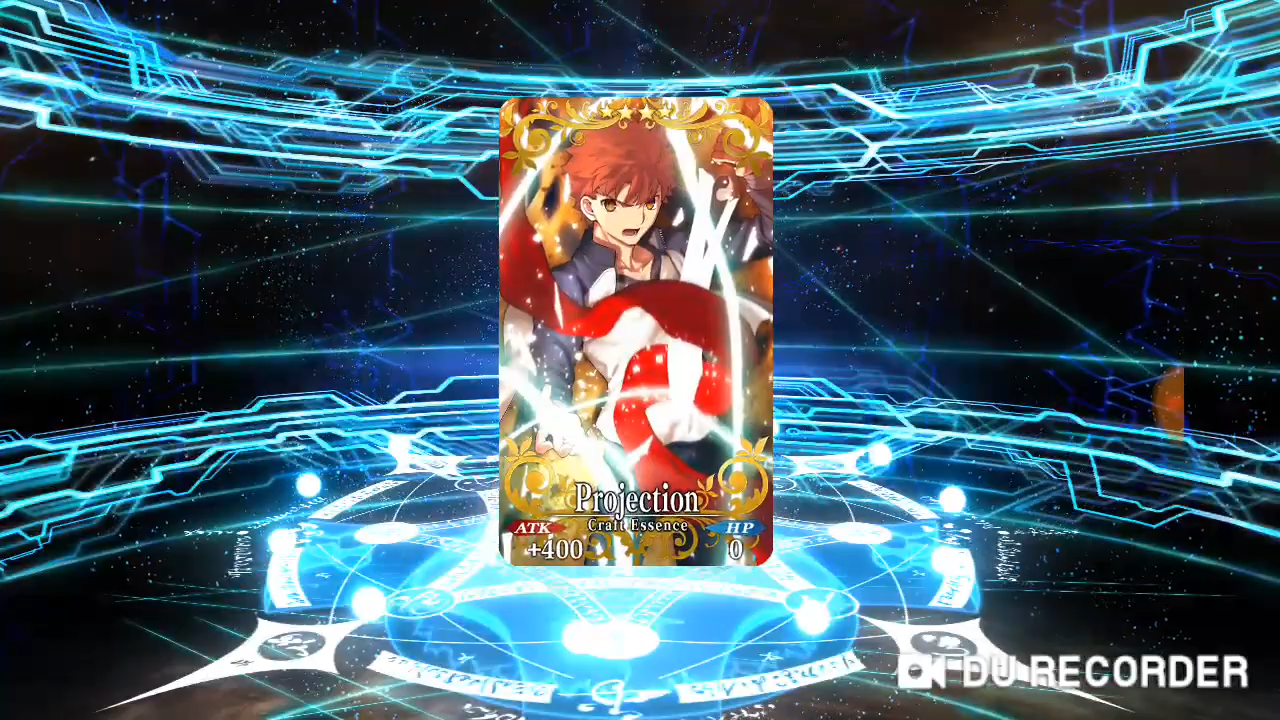 Projection
Craft Essence
ATK
HP
+400
0
DU RECORDER